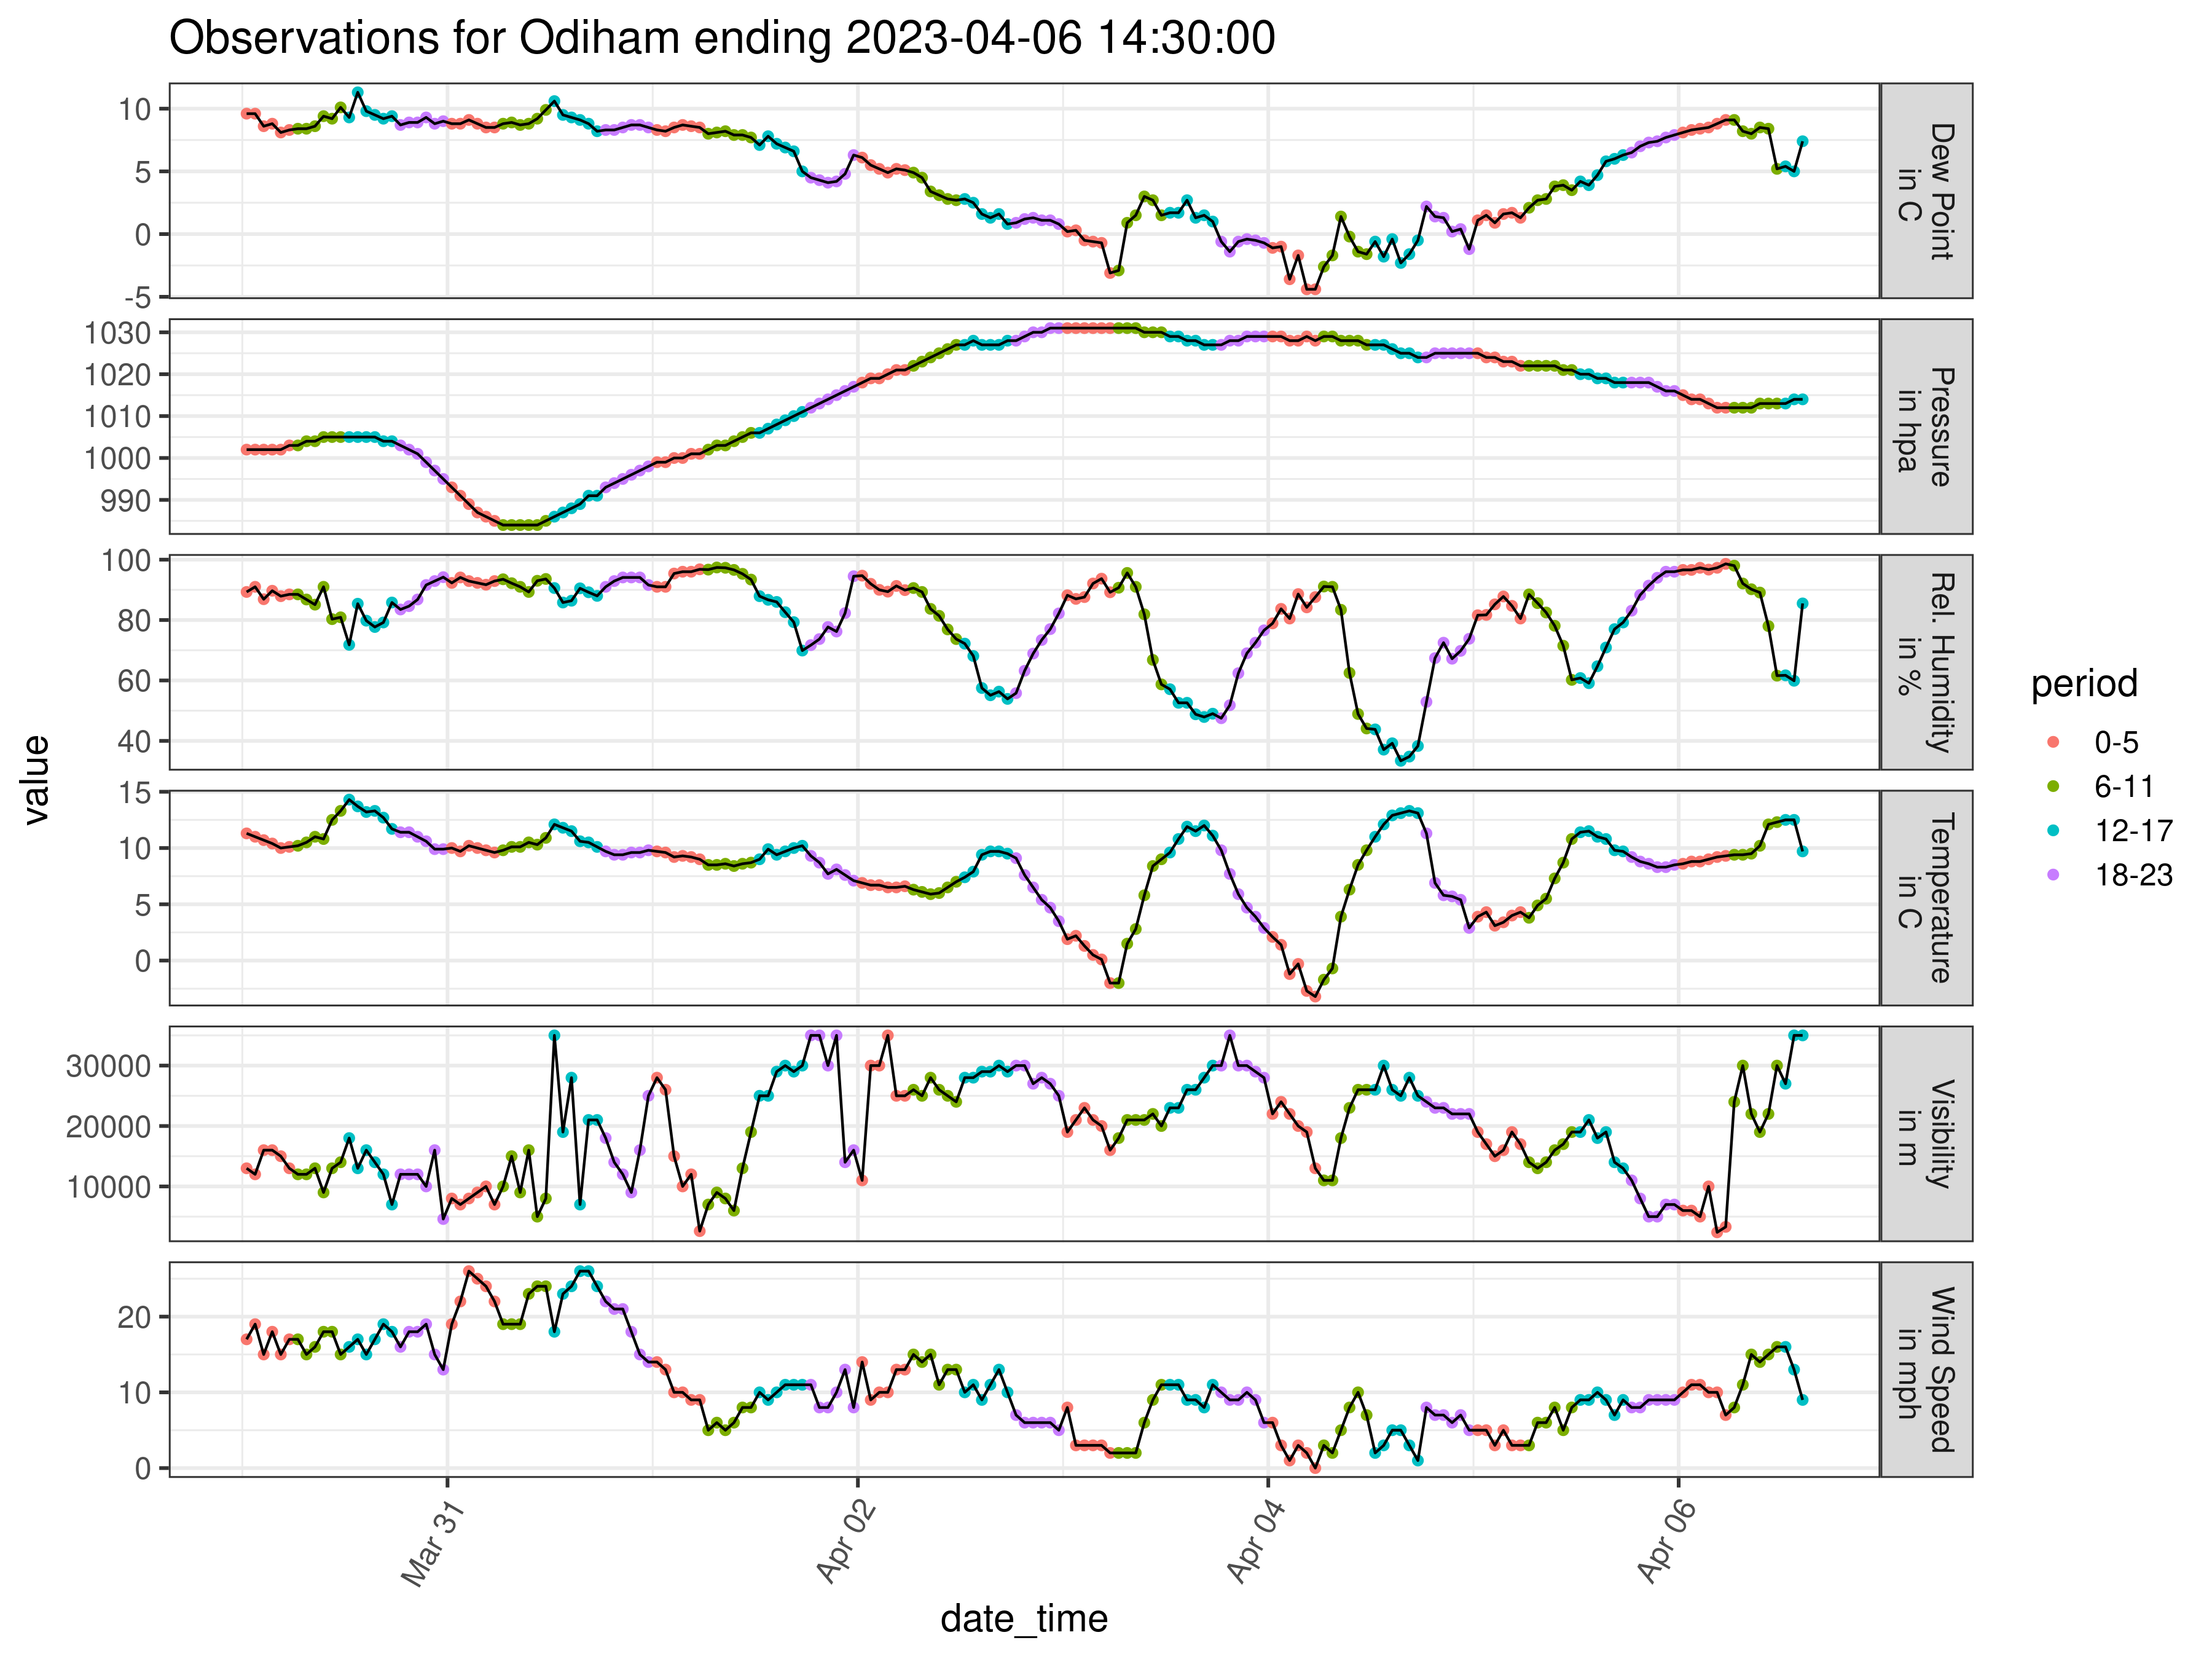 Observations for Odiham ending 2023-04-06 14:30:00
value
10
5
0
-5
Dew Point
in C
1030
1020
1010
1000
990
Pressure
in hpa
100
80
60
40
Rel. Humidity
in %
15
10
5
0
Temperature
in C
30000
20000
10000
Visibility
in m
20
10
0
Wind Speed
in mph
Mar 31
Apr 02
Apr 04
Apr 06
date_time
period
0-5
6-11
12-17
18-23